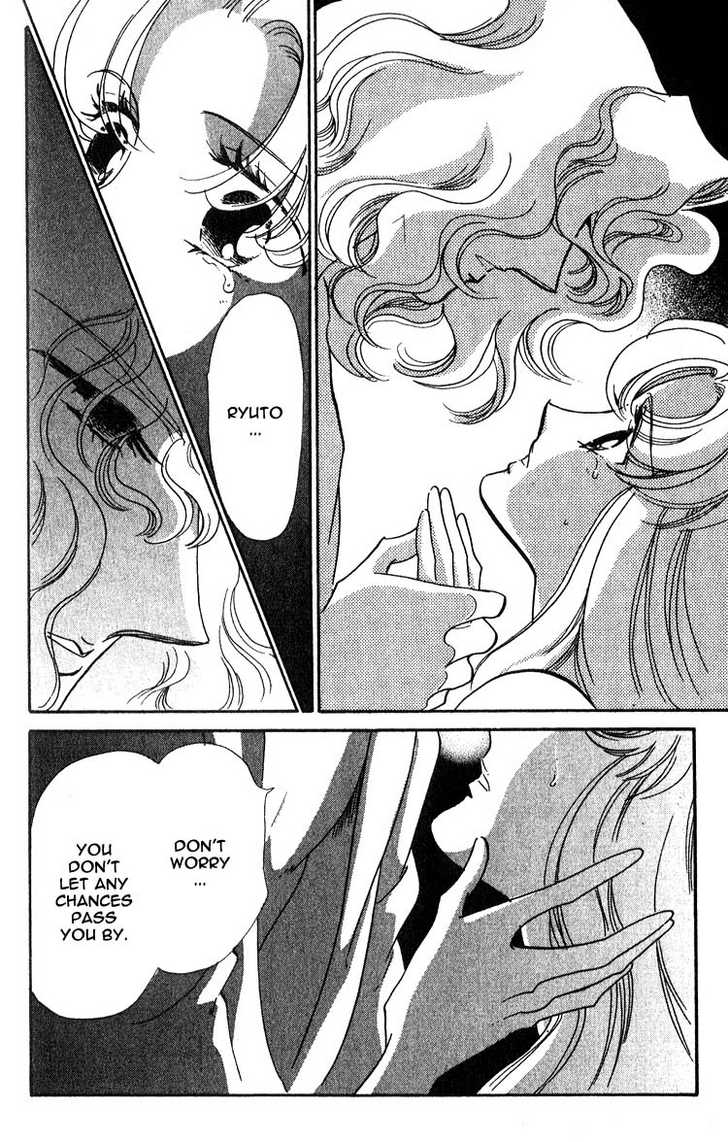 RYUTO
...
DON'T
WORRY
...
YOU
DON'T
LET ANY
CHANCES
PASS
YOU BY.